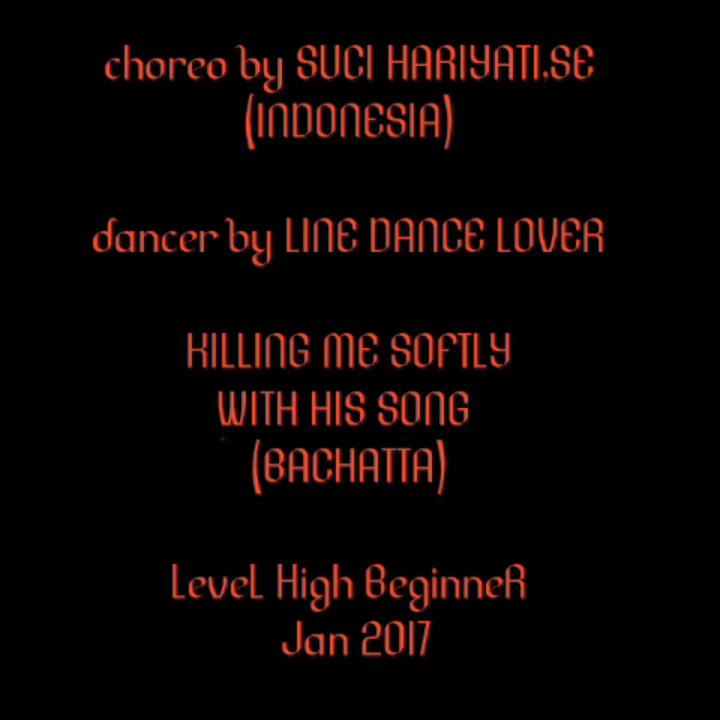 choreo by SUCI HARIYATI.SE
(INDONESIA)
dancer by LINE DANCE LOVER
KILLING ME SOFTLY
WITH HIS SONG
(BACHATTA)
LeveL High BeginneR
Jan 2017